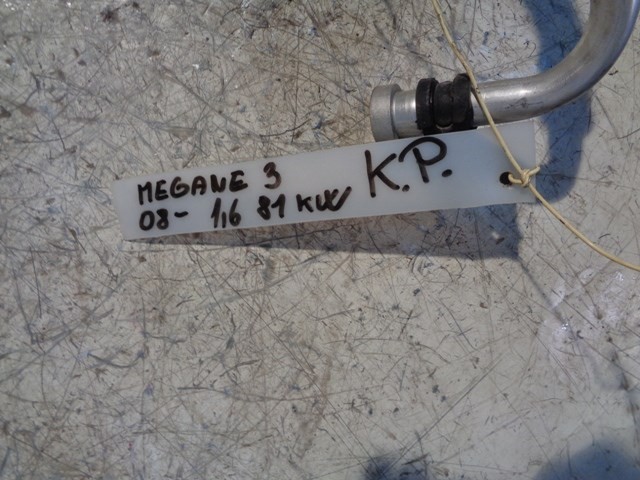 MEGANE 3 K.P.
08- 1,6 81 KW